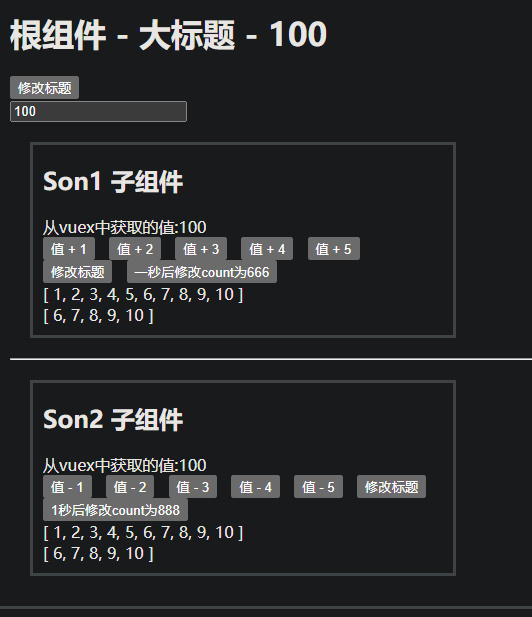 根组件 - 大标题 - 100
修改标题
100
Son1 子组件
从vuex中获取的值:100
值 + 1 值 + 2 值 + 3 值 + 4 值 + 5
修改标题 一秒后修改count为666
[ 1, 2, 3, 4, 5, 6, 7, 8, 9, 10 ]
[ 6, 7, 8, 9, 10 ]
Son2 子组件
从vuex中获取的值:100
值 - 1 值 - 2 值 - 3 值 - 4 值 - 5 修改标题
1秒后修改count为888
[ 1, 2, 3, 4, 5, 6, 7, 8, 9, 10 ]
[ 6, 7, 8, 9, 10 ]